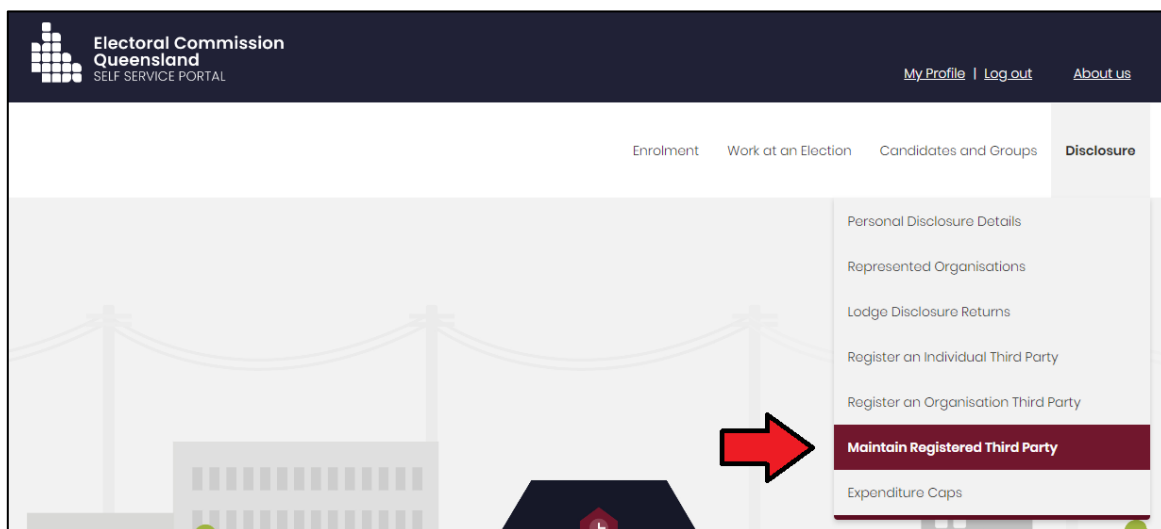 Electoral Commission
Queensland
SELF SERVICE PORTAL
My Profile | Log out About us
Enrolment Work at an Election Candidates and Groups Disclosure
Personal Disclosure Details
Represented Organisations
Lodge Disclosure Returns
Register an Individual Third Party
Register an Organisation Third Party
Maintain Registered Third Party
Expenditure Caps